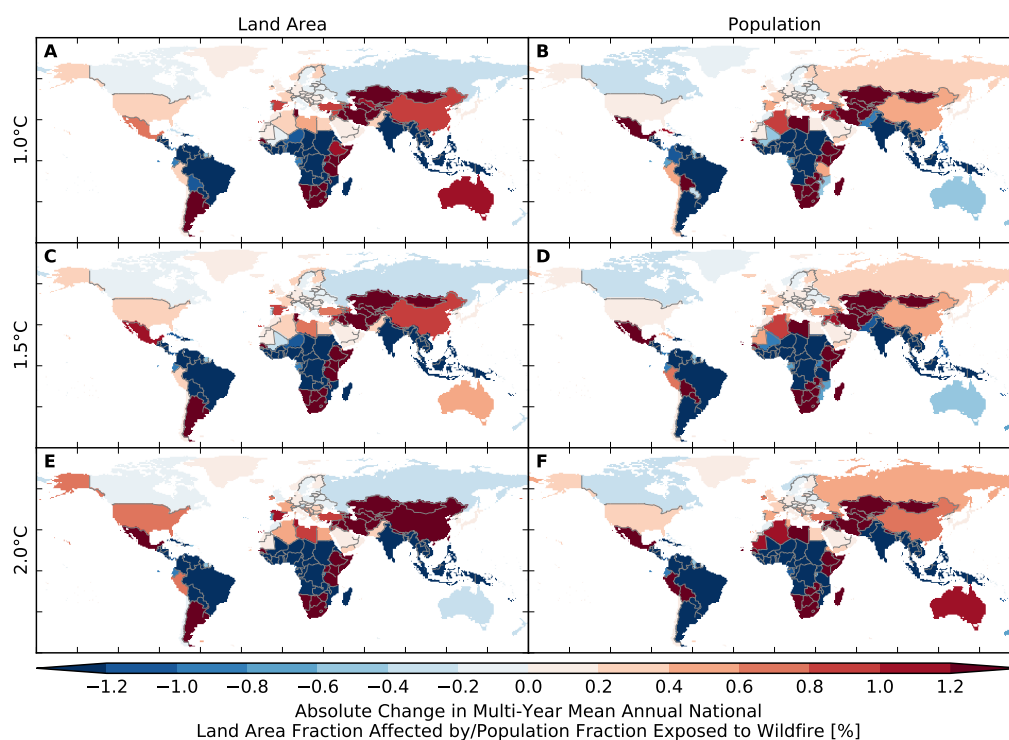 Land Area
Population
A
B
1.0°C
C
D
1.5°C
E
F
2.0°C
−1.2 −1.0 −0.8 −0.6 −0.4 −0.2 0.0 0.2 0.4 0.6 0.8 1.0 1.2
Absolute Change in Multi-Year Mean Annual National
Land Area Fraction Affected by/Population Fraction Exposed to Wildfire [%]